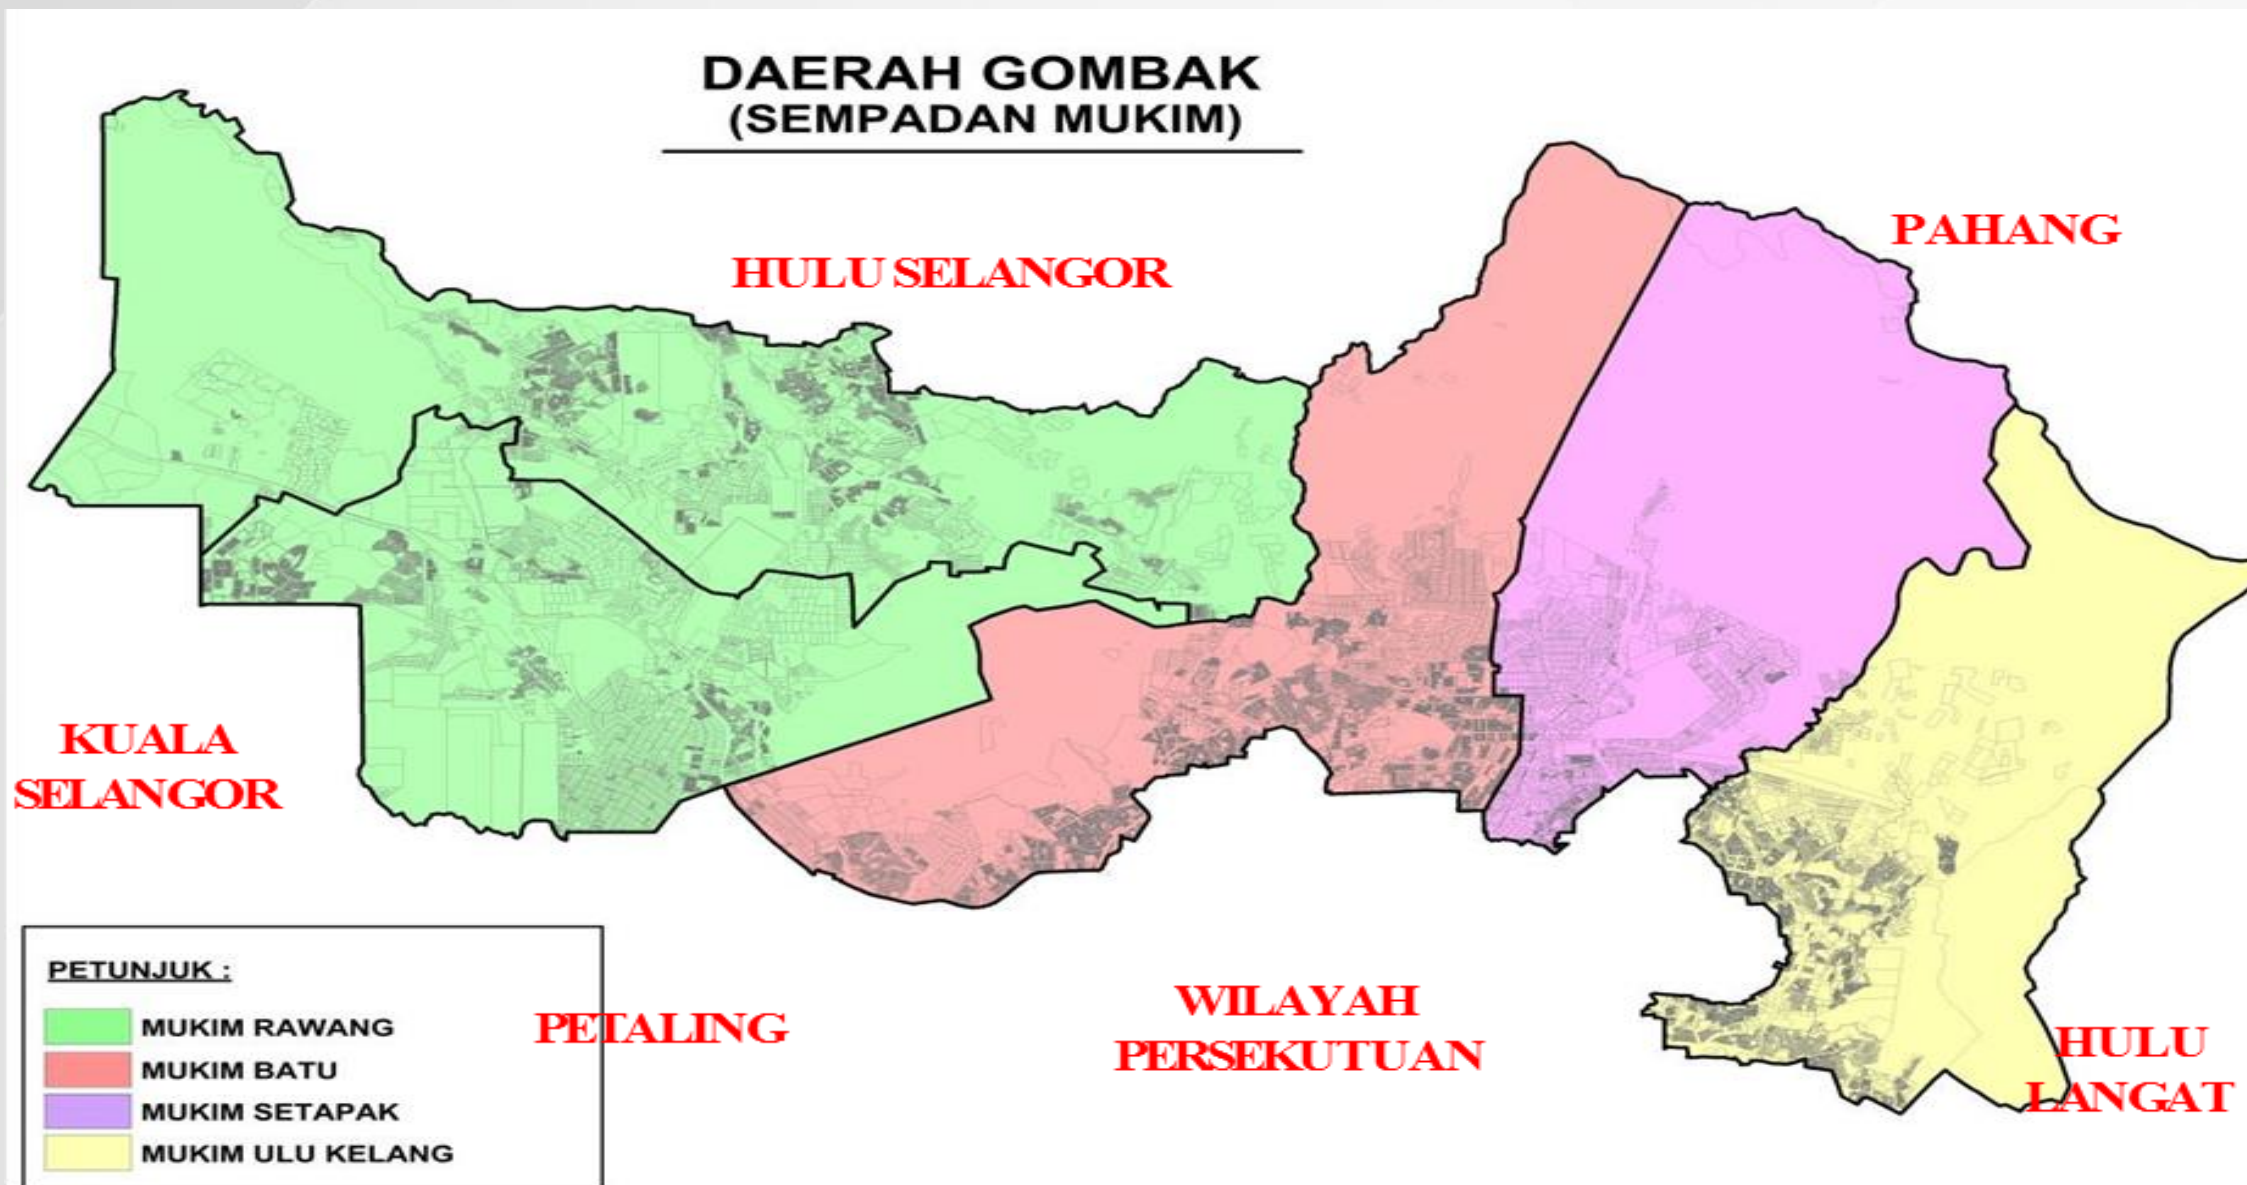 DAERAH GOMBAK
(SEMPADAN MUKIM)
PAHANG
HULU SELANGOR
KUALA
SELANGOR
PETUNJUK :
MUKIM RAWANG
MUKIM BATU
MUKIM SETAPAK
MUKIM ULU KELANG
PETALING
WILAYAH
PERSEKUTUAN
HULU
LANGAT